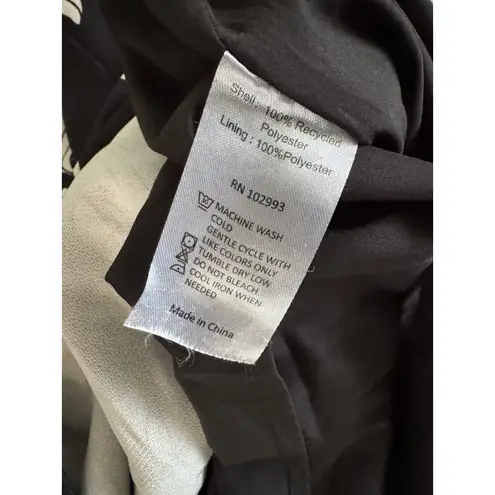 Shell : 100% Recycled
Polyester
Lining : 100%Polyester
RN 102993
MACHINE WASH
COLD
GENTLE CYCLE WITH
LIKE COLORS ONLY
TUMBLE DRY LOW
DO NOT BLEACH
COOL IRON WHEN
NEEDED
Made in China